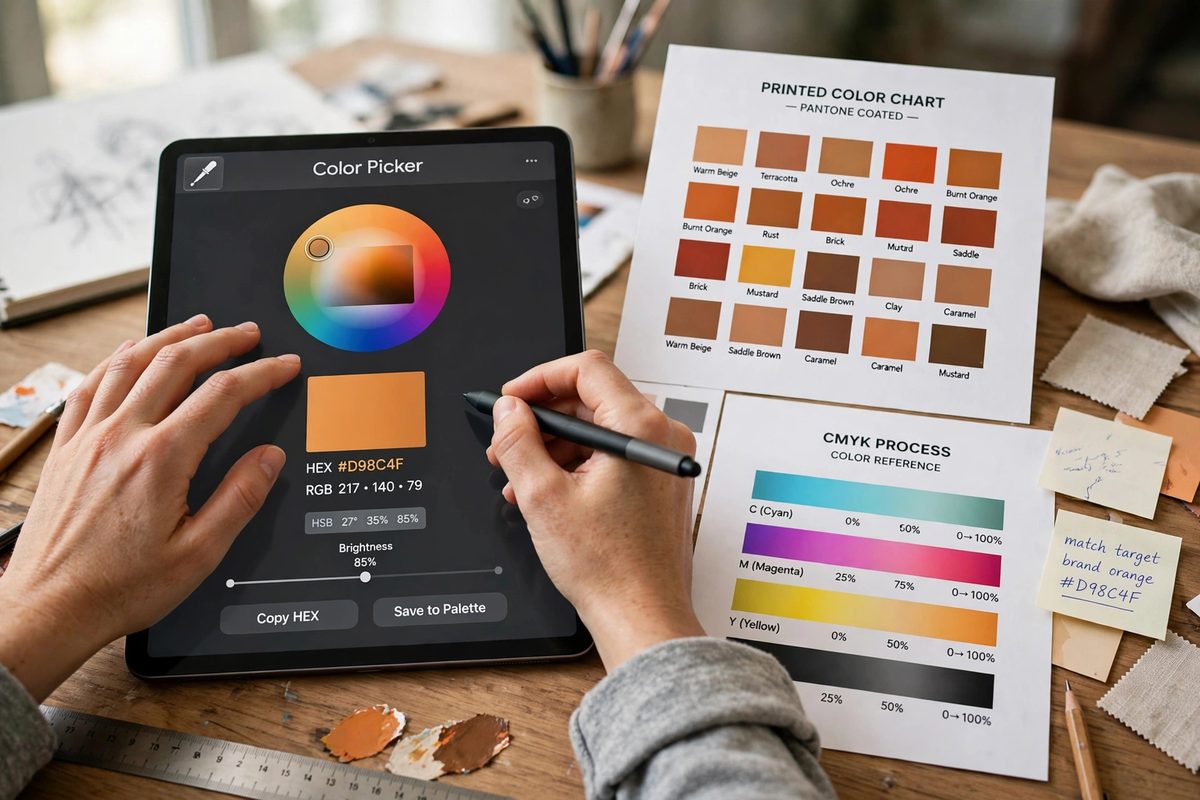 Color Picker
HEX #D98C4F
RGB 217 • 140 • 79
HSB 27° 35% 85%
Brightness
85%
Copy HEX
Save to Palette
PRINTED COLOR CHART
— PANTONE COATED —
Warm Beige
Terracotta
Ochre
Ochre
Burnt Orange
Burnt Orange
Rust
Brick
Mutard
Saddle
Brick
Mustard
Saddle Brown
Clay
Caramel
Warm Beige
Saddle Brown
Caramel
Caramel
Mustard
CMYK PROCESS
COLOR REFERENCE
C (Cyan) 0% 50% 0→100%
M (Magenta) 25% 75% 0→100%
Y (Yellow) 0% 50% 0→100%
25% 50% 0→100%
match target
brand orange
#D98C4F